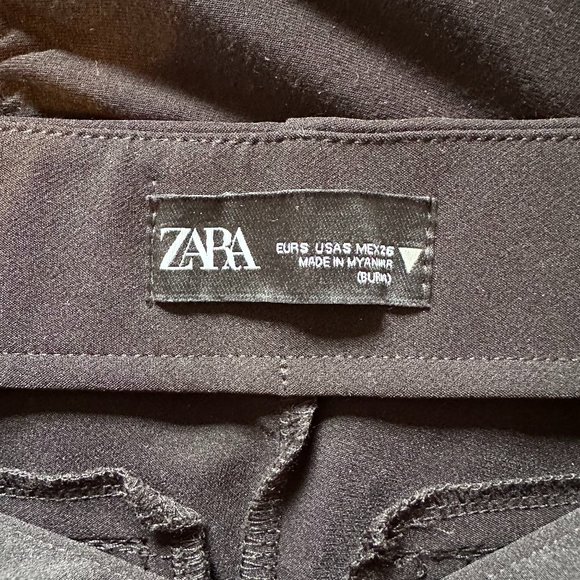 ZARA
EUR S USA S MEX 26
MADE IN MYANMAR
(BURMA)